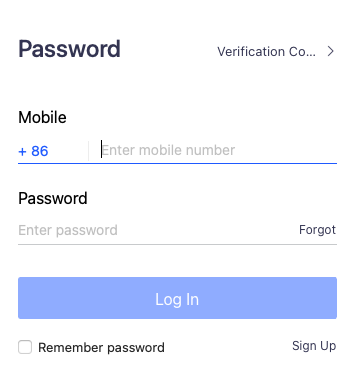 Password Verification Co... >
Mobile
+ 86 Enter mobile number
Password
Enter password Forgot
Log In
Remember password Sign Up